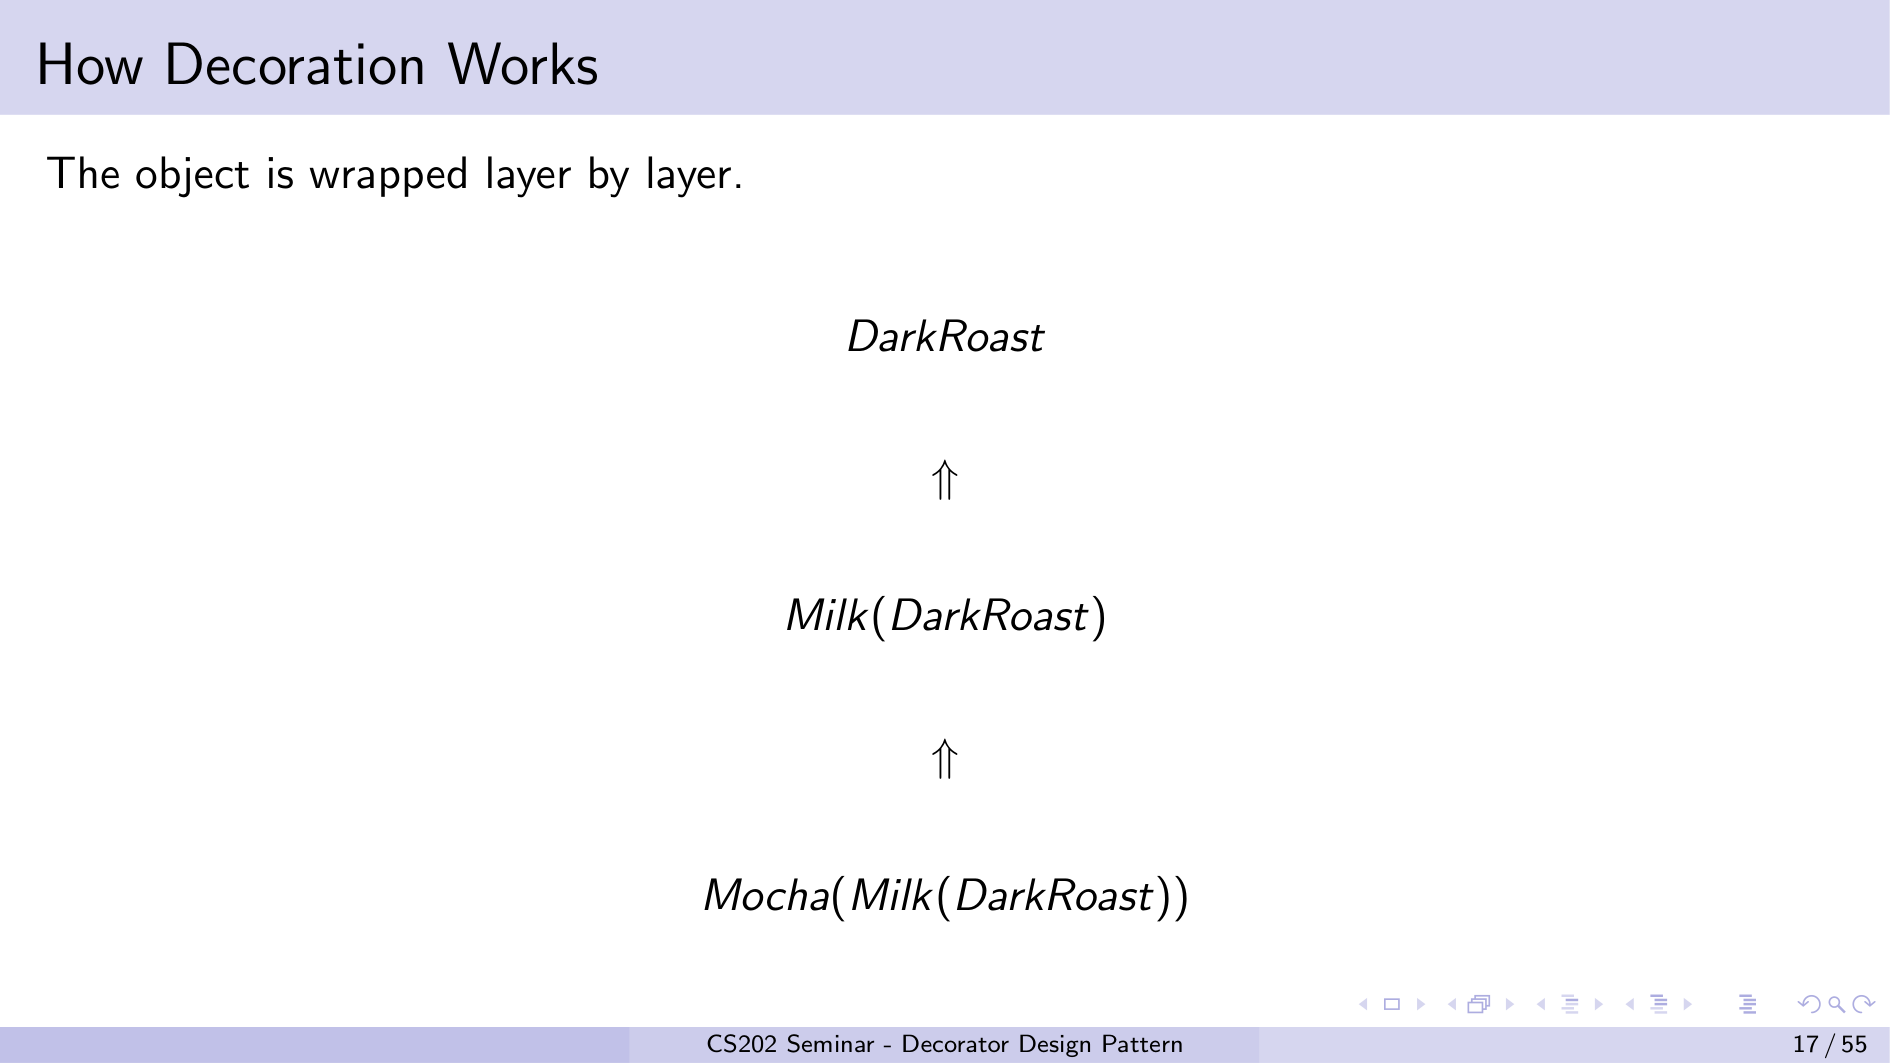 How Decoration Works
The object is wrapped layer by layer.
DarkRoast
⇑
Milk(DarkRoast)
⇑
Mocha(Milk(DarkRoast))
CS202 Seminar - Decorator Design Pattern
17 / 55